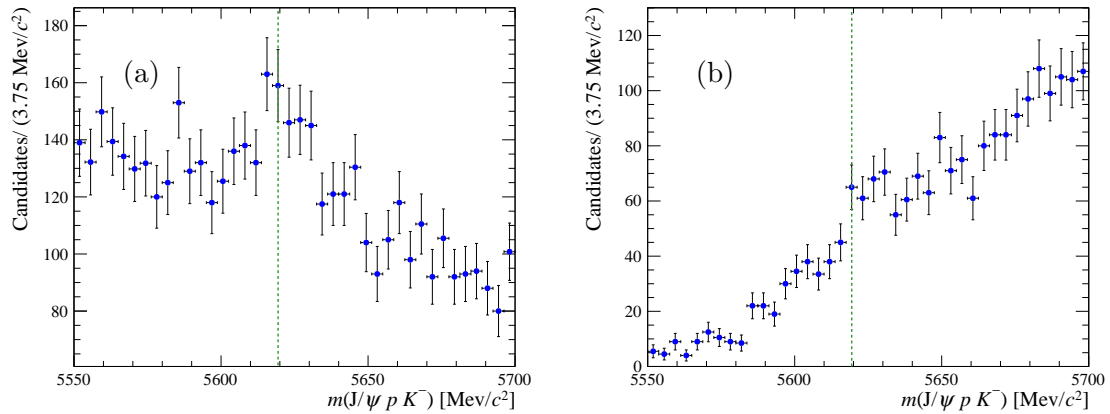 Candidates/ (3.75 Mev/c²)
180
160
140
120
100
80
(a)
5550 5600 5650 5700
m(J/ψ p K⁻) [Mev/c²]
Candidates/ (3.75 Mev/c²)
120
100
80
60
40
20
0
(b)
5550 5600 5650 5700
m(J/ψ p K⁻) [Mev/c²]